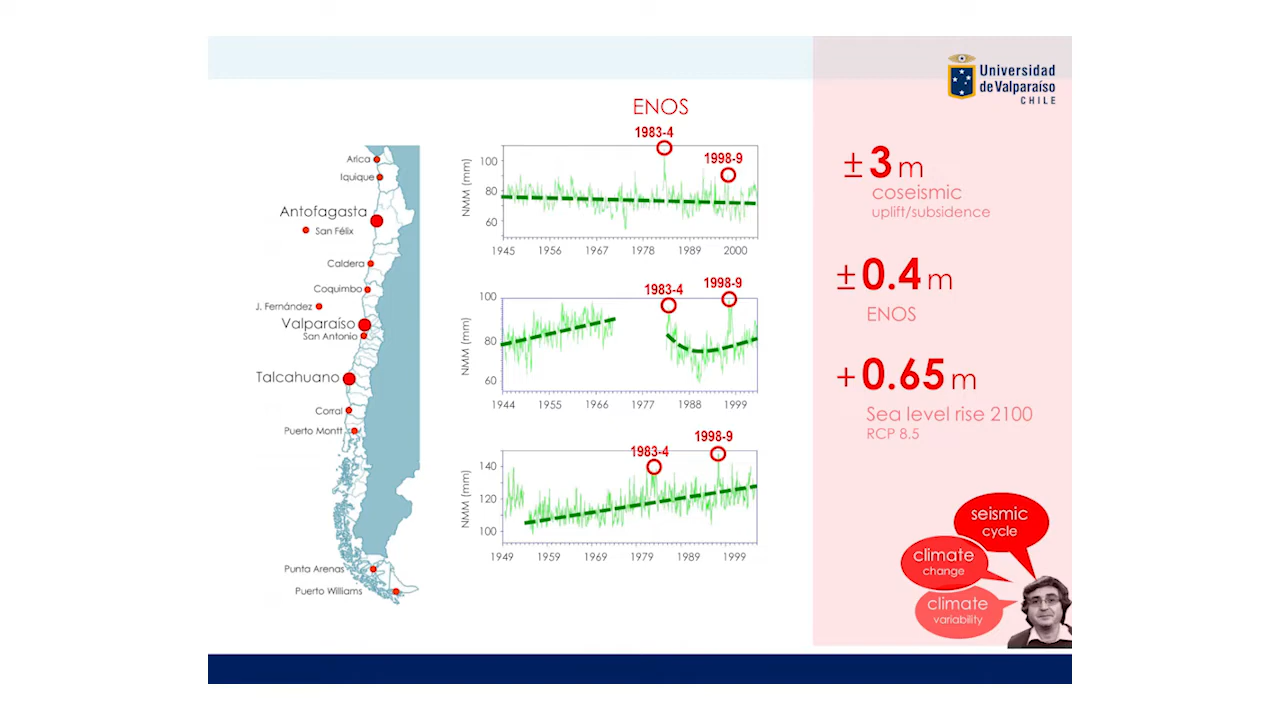 Universidad
de Valparaíso
CHILE
ENOS
1983-4
1998-9
NMM (mm)
100
80
60
1945 1956 1967 1978 1989 2000
1983-4
1998-9
NMM (mm)
100
80
60
1944 1955 1966 1977 1988 1999
1983-4
1998-9
NMM (mm)
140
120
100
1949 1959 1969 1979 1989 1999
Arica
Iquique
Antofagasta
San Félix
Caldera
Coquimbo
J. Fernández
Valparaíso
San Antonio
Talcahuano
Corral
Puerto Montt
Punta Arenas
Puerto Williams
±3 m
coseismic
uplift/subsidence
±0.4 m
ENOS
+0.65 m
Sea level rise 2100
RCP 8.5
seismic
cycle
climate
change
climate
variability